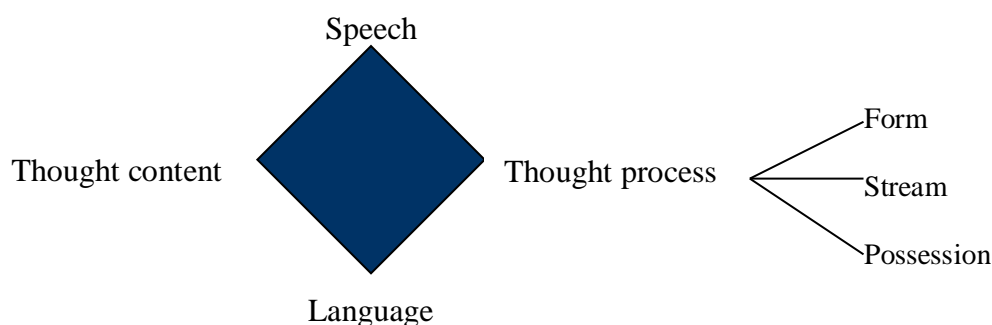 Speech
Form
Thought content
Thought process
Stream
Possession
Language